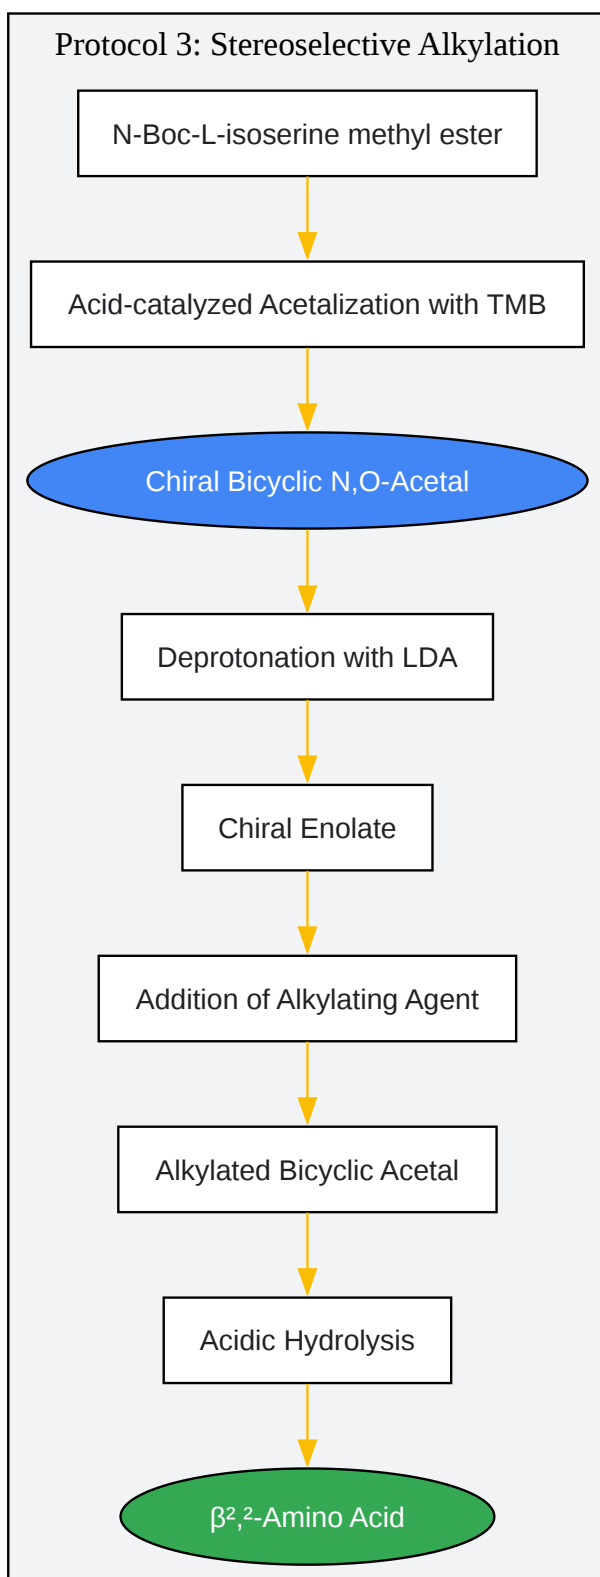 Protocol 3: Stereoselective Alkylation
N-Boc-L-isoserine methyl ester
Acid-catalyzed Acetalization with TMB
Chiral Bicyclic N,O-Acetal
Deprotonation with LDA
Chiral Enolate
Addition of Alkylating Agent
Alkylated Bicyclic Acetal
Acidic Hydrolysis
β²,²-Amino Acid